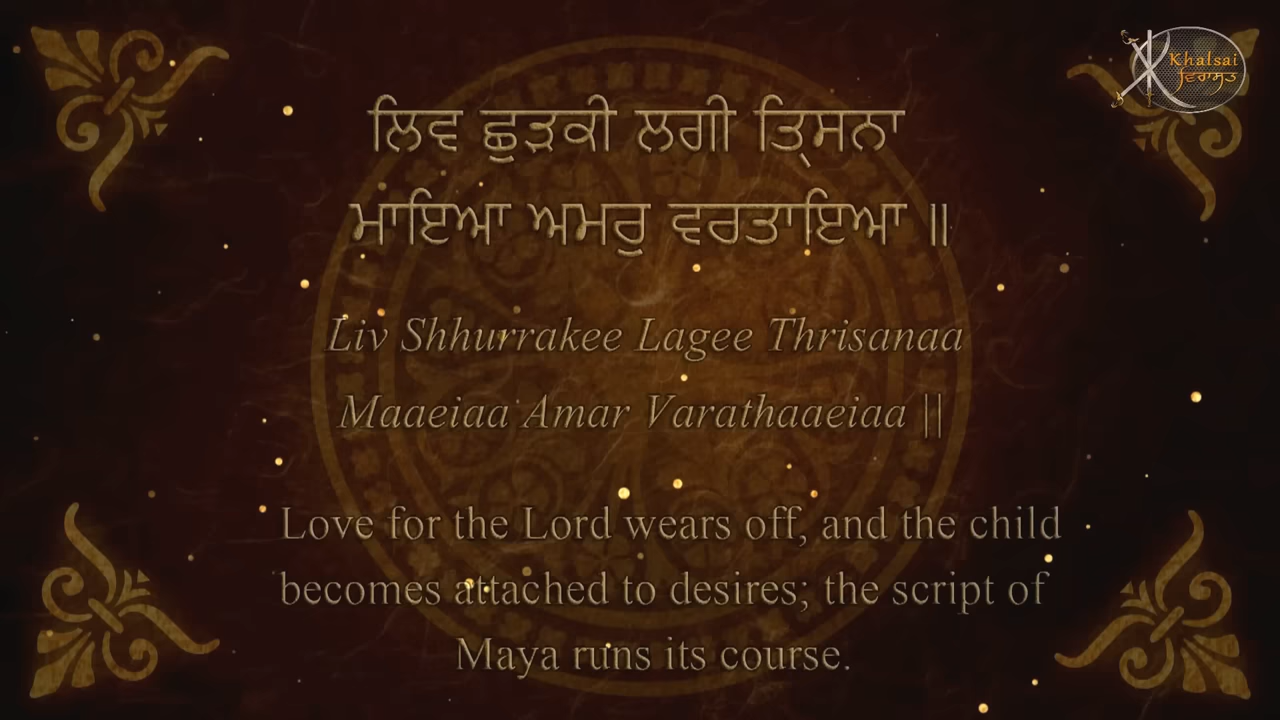 Khalsai
ਵਿਰਾਸਤ
ਲਿਵ ਛੁੜਕੀ ਲਗੀ ਤ੍ਰਿਸਨਾ
ਮਾਇਆ ਅਮਰੁ ਵਰਤਾਇਆ ॥
Liv Shhurrakee Lagee Thrisanaa
Maaeiaa Amar Varathaaeiaa ||
Love for the Lord wears off, and the child
becomes attached to desires; the script of
Maya runs its course.